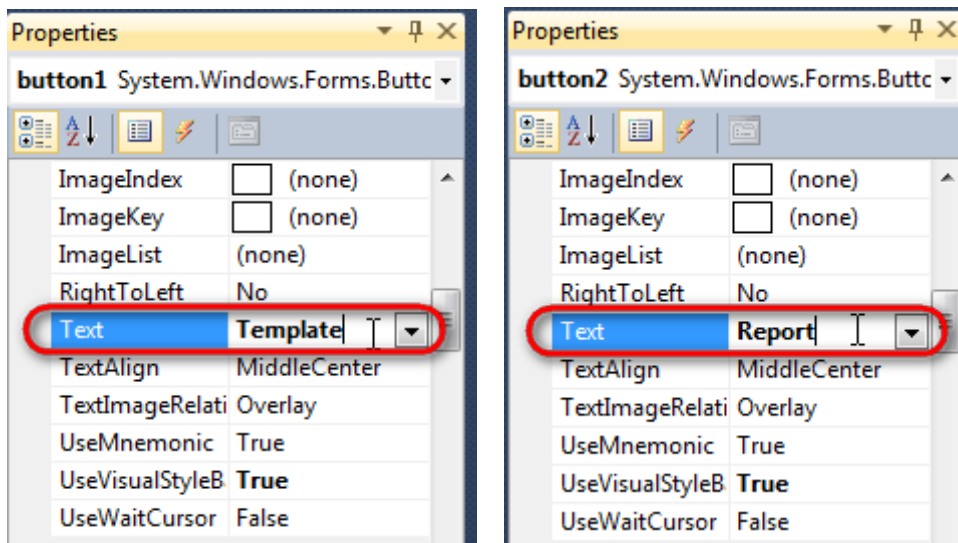 Properties
button1 System.Windows.Forms.Buttc
ImageIndex (none)
ImageKey (none)
ImageList (none)
RightToLeft No
Text Template
TextAlign MiddleCenter
TextImageRelati Overlay
UseMnemonic True
UseVisualStyleB True
UseWaitCursor False
Properties
button2 System.Windows.Forms.Buttc
ImageIndex (none)
ImageKey (none)
ImageList (none)
RightToLeft No
Text Report
TextAlign MiddleCenter
TextImageRelati Overlay
UseMnemonic True
UseVisualStyleB True
UseWaitCursor False